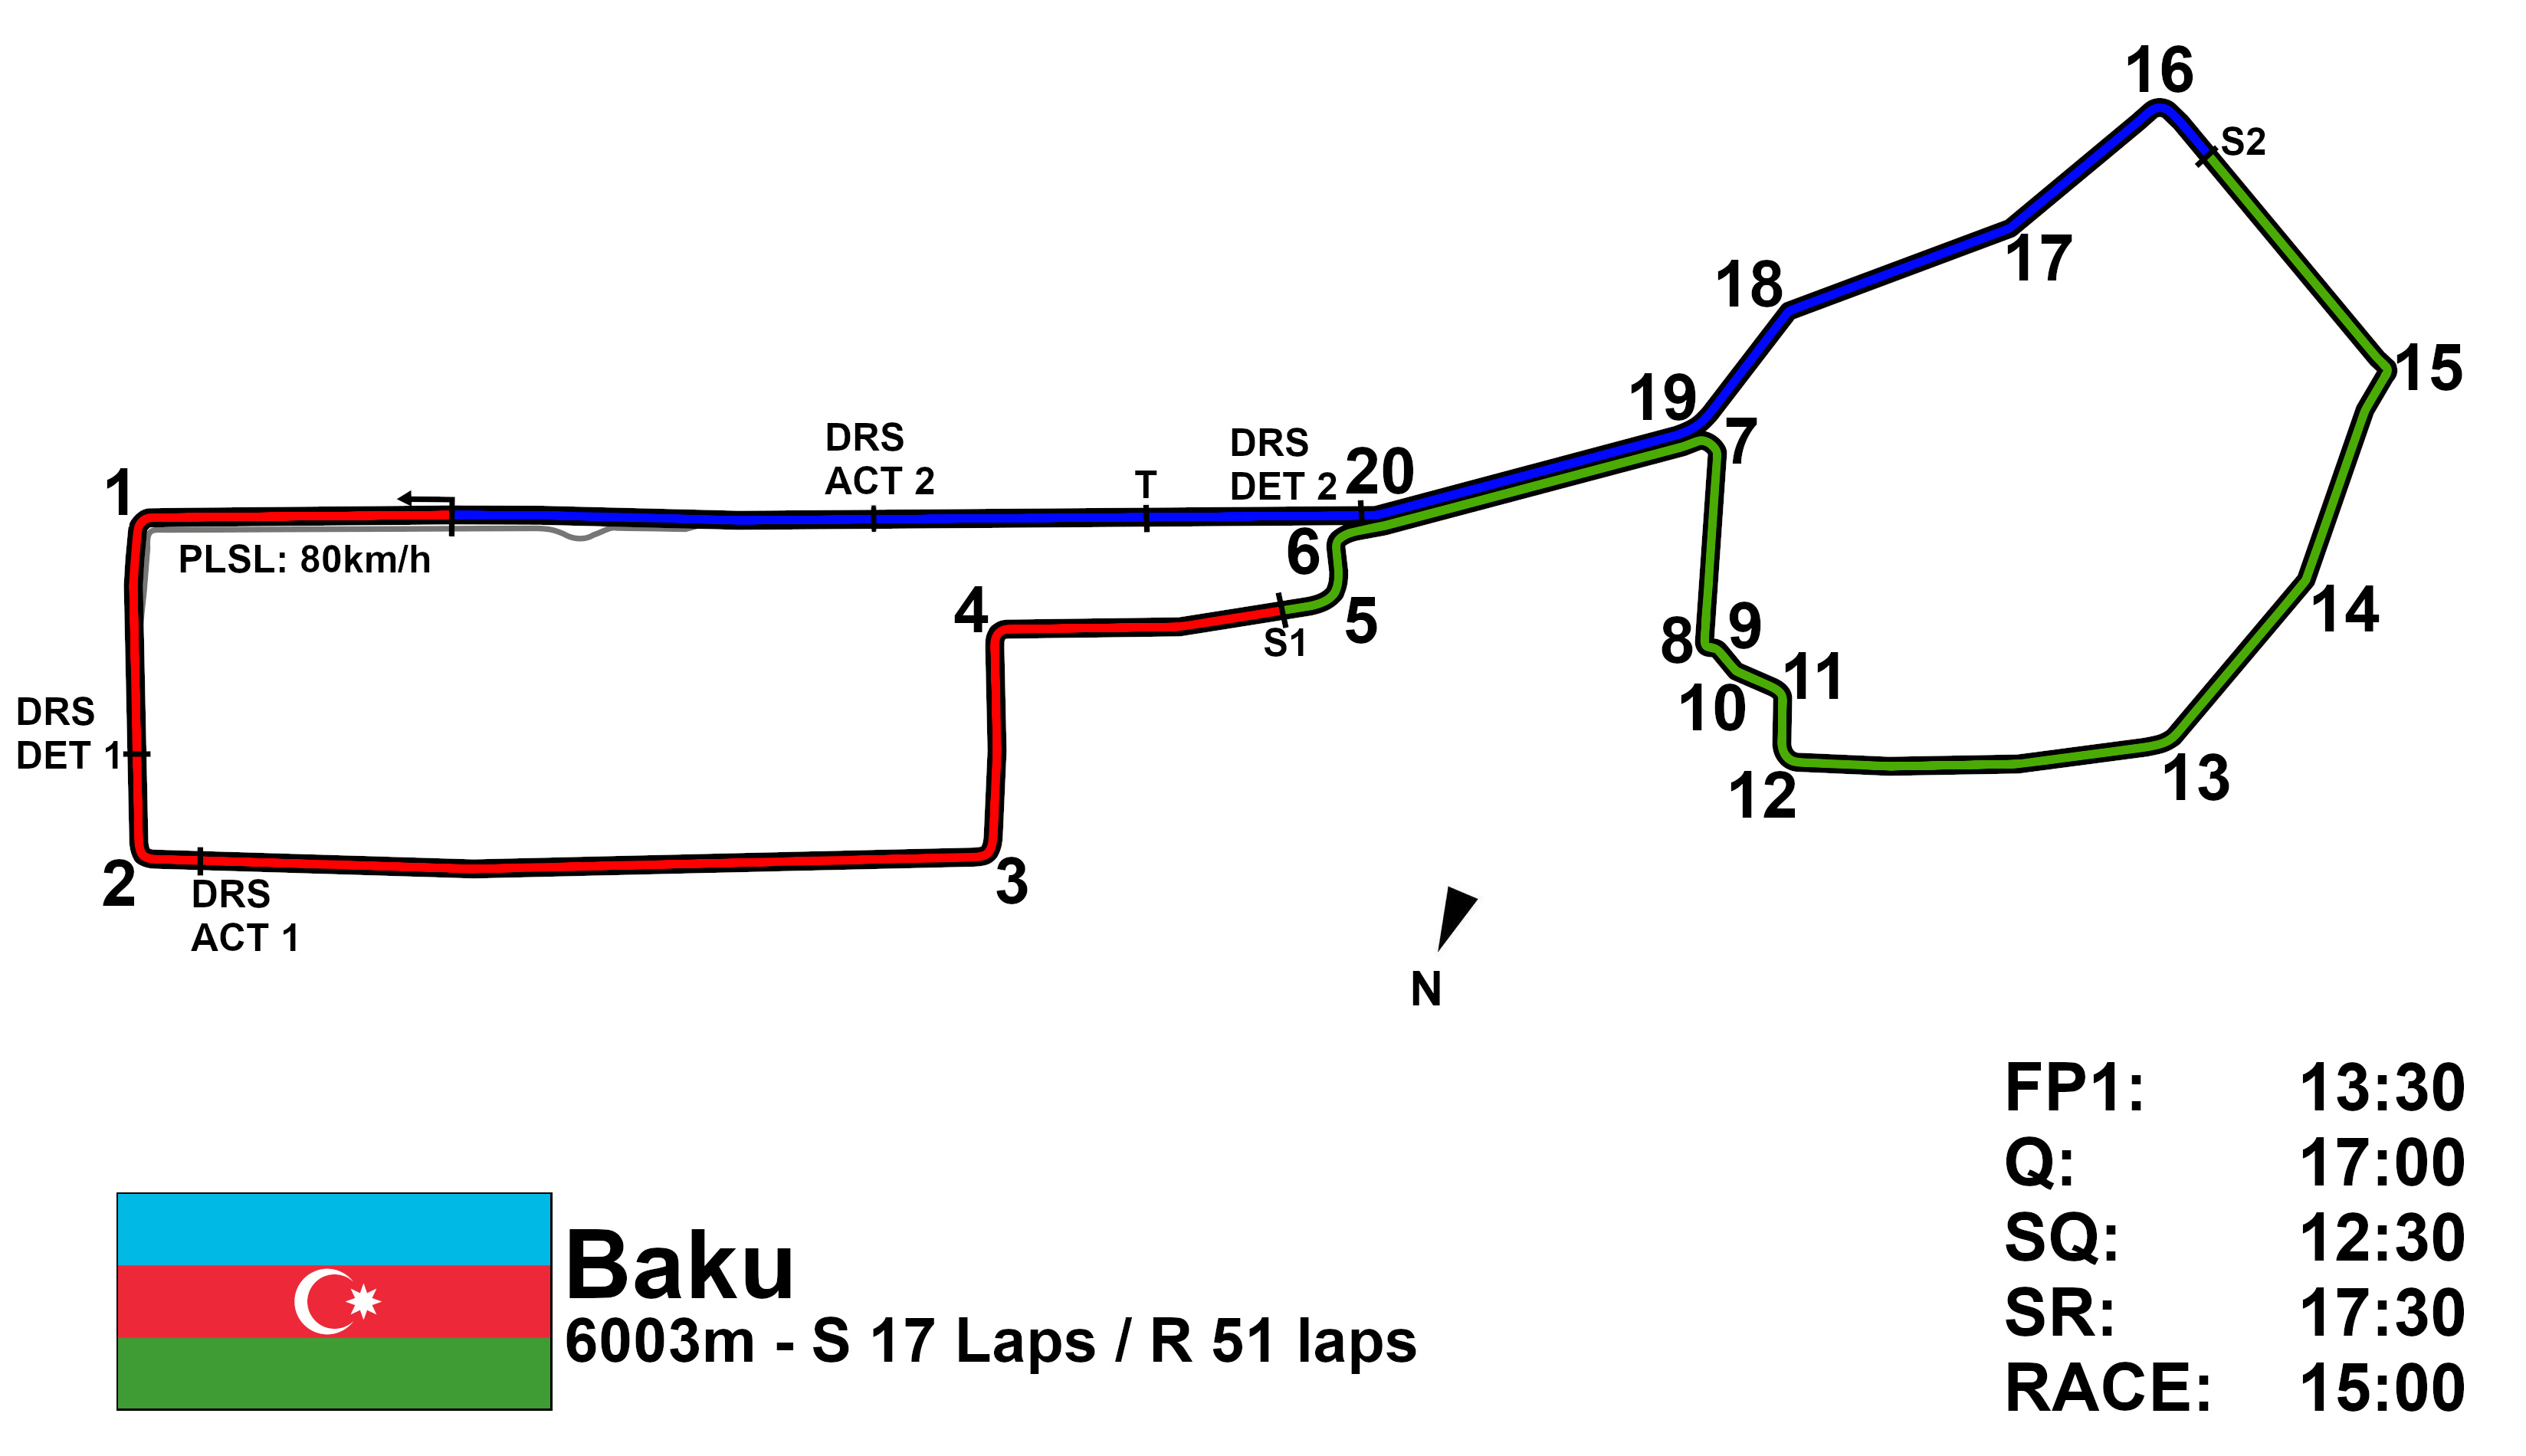 16
S2
17
18
15
19
7
DRS
ACT 2
T
DRS
DET 2
20
1
PLSL: 80km/h
6
5
4
S1
14
8
9
10
11
12
13
DRS
DET 1
2
DRS
ACT 1
3
N
FP1: 13:30
Q: 17:00
SQ: 12:30
SR: 17:30
RACE: 15:00
Baku
6003m - S 17 Laps / R 51 laps